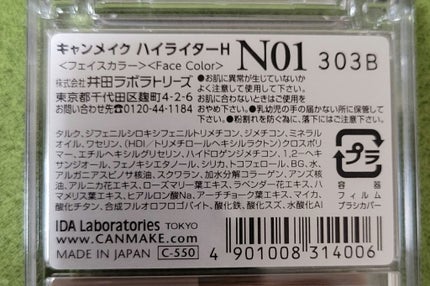 キャンメイク ハイライターH N01 303B
<フェイスカラー> <Face Color>
株式会社 井田ラボラトリーズ
東京都千代田区麹町4-2-6
お問い合せ先☎0120-44-1184
●お肌に異常が生じていないか
よく注意して使用して下さい。
お肌に合わないときはご使用を
おやめ下さい。●乳幼児の手の届かない所に保管して
下さい。●粉割れを防ぐ為に、落下にはご注意下さい。
タルク、ジフェニルシロキシフェニルトリメチコン、ジメチコン、ミネラル
オイル、ワセリン、(HDI/トリメチロールヘキシルラクトン)クロスポリ
マー、エチルヘキシルグリセリン、ハイドロゲンジメチコン、1,2-ヘキ
サンジオール、フェノキシエタノール、シリカ、トコフェロール、BG、水、
アルガニアスピノサ核油、スクワラン、加水分解コラーゲン、アンズ核
油、アルニカ花エキス、ローズマリー葉エキス、ラベンダー花エキス、ハ
マメリス葉エキス、ヒアルロン酸Na、アーチチョーク葉エキス、マイカ、酸化
チタン、合成フルオロフロゴパイト、酸化鉄、酸化スズ、水酸化Al
プラ
容器
フィルム
ブラシカバー
IDA Laboratories TOKYO
www.CANMAKE.com
MADE IN JAPAN C-550
4 901008 314006